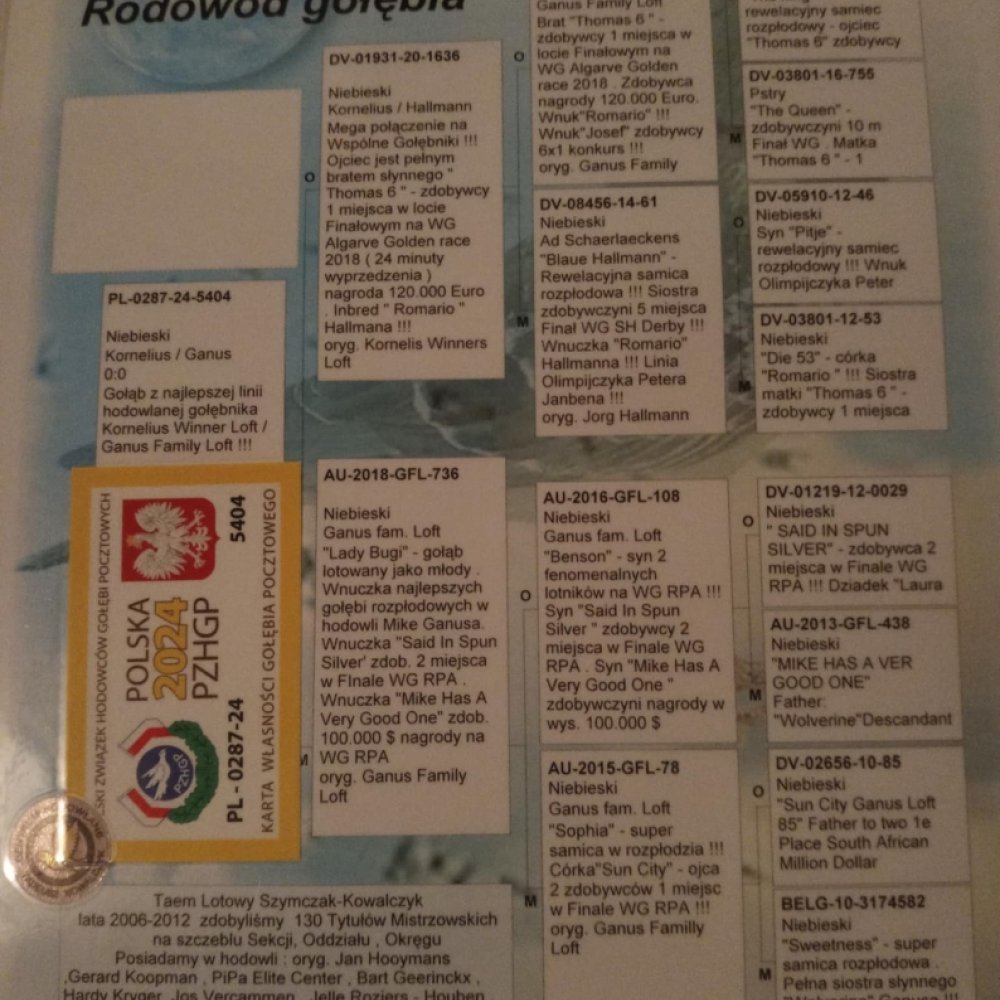 Rodowód gołębia
PL-0287-24-5404
Niebieski
Kornelius / Ganus
0:0
Gołąb z najlepszej linii
hodowlanej gołębnika
Kornelius Winner Loft /
Ganus Family Loft !!!
DV-01931-20-1636
Niebieski
Kornelius / Hallmann
Mega połączenie na
Wspólne Gołębniki !!!
Ojciec jest pełnym
bratem słynnego "
Thomas 6 " - zdobywcy
1 miejsca w locie
Finałowym na WG
Algarve Golden race
2018 ( 24 minuty
wyprzedzenia )
nagroda 120.000 Euro
. Inbred " Romario "
Hallmana !!!
oryg. Kornelis Winners
Loft
O
Ganus Family Loft
Brat "Thomas 6 " -
zdobywcy 1 miejsca w
locie Finałowym na
WG Algarve Golden
race 2018 . Zdobywca
nagrody 120.000 Euro.
Wnuk"Romario" !!!
Wnuk"Josef" zdobywcy
6x1 konkurs !!!
oryg. Ganus Family
O
DV-08456-14-61
Niebieski
Ad Schaerlaeckens
"Blaue Hallmann" -
Rewelacyjna samica
rozpłodowa !!! Siostra
zdobywczyni 5 miejsca
Finał WG SH Derby !!!
Wnuczka "Romario"
Hallmanna !!! Linia
Olimpijczyka Petera
Janbena !!!
oryg. Jorg Hallmann
M
rewelacyjny samiec
rozpłodowy - ojciec
"Thomas 6" zdobywcy
DV-03801-16-755
Pstry
"The Queen" -
zdobywczyni 10 m
Finał WG . Matka
"Thomas 6 " - 1
M
DV-05910-12-46
Niebieski
Syn "Pitje" -
rewelacyjny samiec
rozpłodowy !!! Wnuk
Olimpijczyka Peter
O
DV-03801-12-53
Niebieski
"Die 53" - córka
"Romario " !!! Siostra
matki "Thomas 6" -
zdobywcy 1 miejsca
M
AU-2018-GFL-736
Niebieski
Ganus fam. Loft
"Lady Bugi" - gołąb
lotowany jako młody .
Wnuczka najlepszych
gołębi rozpłodowych w
hodowli Mike Ganusa.
Wnuczka "Said In Spun
Silver' zdob. 2 miejsca
w FInale WG RPA .
Wnuczka "Mike Has A
Very Good One" zdob.
100.000 $ nagrody na
WG RPA
oryg. Ganus Family
Loft
M
AU-2016-GFL-108
Niebieski
Ganus fam. Loft
"Benson" - syn 2
fenomenalnych
lotników na WG RPA !!!
Syn "Said In Spun
Silver " zdobywcy 2
miejsca w Finale WG
RPA . Syn "Mike Has A
Very Good One "
zdobywczyni nagrody w
wys. 100.000 $
O
AU-2015-GFL-78
Niebieski
Ganus fam. Loft
"Sophia" - super
samica w rozpłodzia !!!
Córka"Sun City" - ojca
2 zdobywców 1 miejsc
w Finale WG RPA !!!
oryg. Ganus Familly
Loft
M
DV-01219-12-0029
Niebieski
" SAID IN SPUN
SILVER" - zdobywca 2
miejsca w Finale WG
RPA !!! Dziadek "Laura
O
AU-2013-GFL-438
Niebieski
"MIKE HAS A VER
GOOD ONE"
Father:
"Wolverine"Descandant
M
DV-02656-10-85
Niebieski
"Sun City Ganus Loft
85" Father to two 1e
Place South African
Million Dollar
O
BELG-10-3174582
Niebieski
"Sweetness" - super
samica rozpłodowa .
Pełna siostra słynnego
M
SKI ZWIĄZEK HODOWCÓW GOŁĘBI POCZTOWYCH
POLSKA
2024
PZHGP
PZHGP
5404
PL - 0287-24
KARTA WŁASNOŚCI GOŁĘBIA POCZTOWEGO
Taem Lotowy Szymczak-Kowalczyk
lata 2006-2012 zdobyliśmy 130 Tytułów Mistrzowskich
na szczeblu Sekcji, Oddziału , Okręgu
Posiadamy w hodowli : oryg. Jan Hooymans
,Gerard Koopman , PiPa Elite Center , Bart Geerinckx ,
Hardy Kryger, Jos Vercammen, Jelle Roziers - Houben